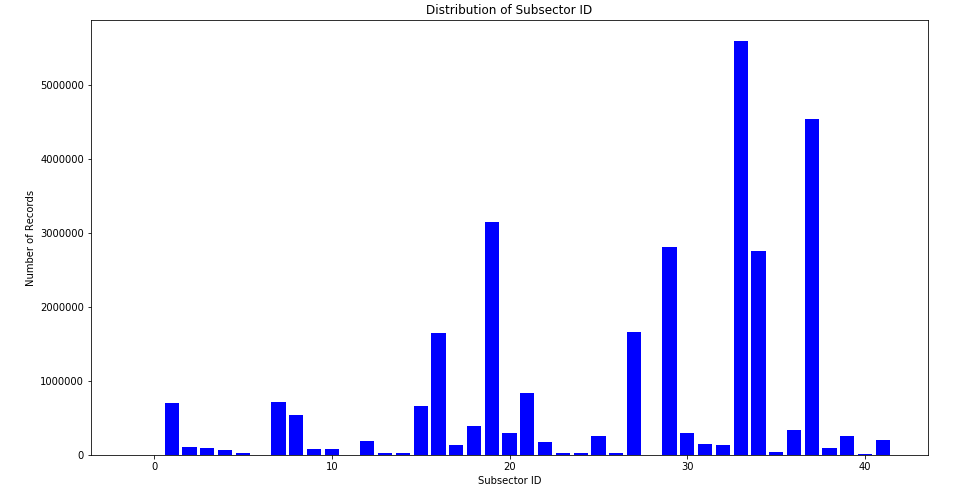 Distribution of Subsector ID
Number of Records
5000000
4000000
3000000
2000000
1000000
0
0 10 20 30 40
Subsector ID